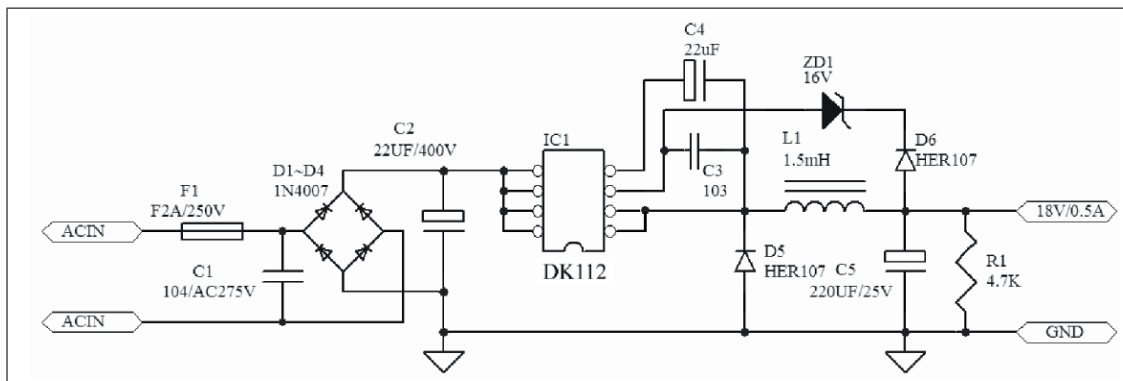 C4
22uF
ZD1
16V
C2
22UF/400V
IC1
L1
1.5mH
D6
HER107
D1~D4
1N4007
C3
103
F1
F2A/250V
ACIN
18V/0.5A
DK112
D5
HER107
C5
220UF/25V
R1
4.7K
C1
104/AC275V
ACIN
GND